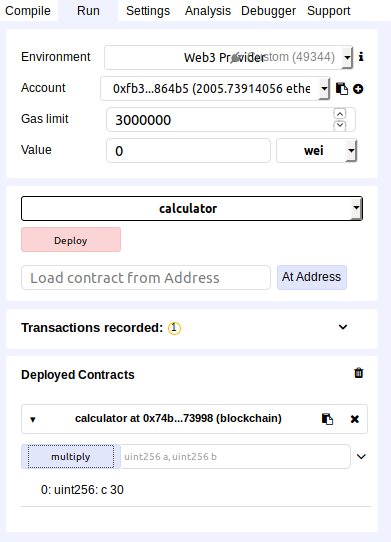 Compile Run Settings Analysis Debugger Support
Environment Web3 Provider Custom (49344)
Account 0xfb3...864b5 (2005.73914056 ethe
Gas limit 3000000
Value 0 wei
calculator
Deploy
Load contract from Address At Address
Transactions recorded: 1
Deployed Contracts
calculator at 0x74b...73998 (blockchain)
multiply uint256 a, uint256 b
0: uint256: c 30